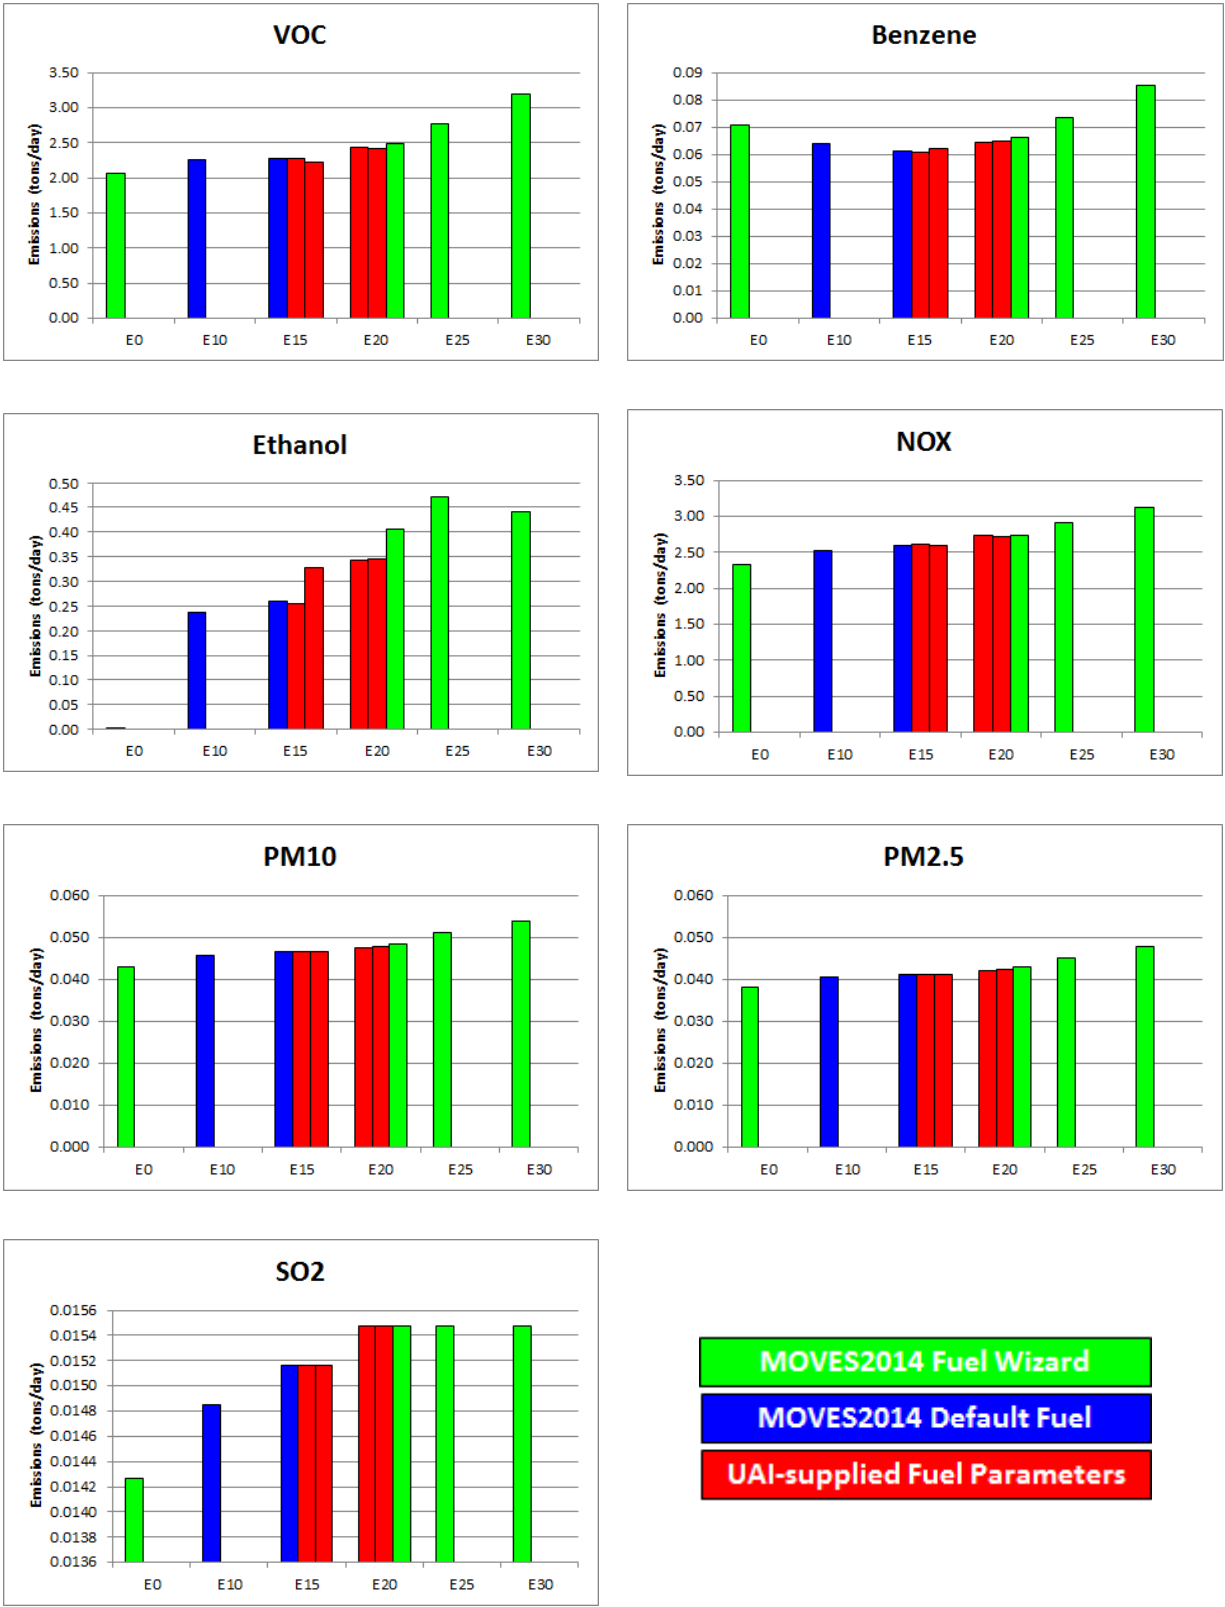 VOC
Emissions (tons/day)
3.50
3.00
2.50
2.00
1.50
1.00
0.50
0.00
E0 E10 E15 E20 E25 E30
Benzene
Emissions (tons/day)
0.09
0.08
0.07
0.06
0.05
0.04
0.03
0.02
0.01
0.00
E0 E10 E15 E20 E25 E30
Ethanol
Emissions (tons/day)
0.50
0.45
0.40
0.35
0.30
0.25
0.20
0.15
0.10
0.05
0.00
E0 E10 E15 E20 E25 E30
NOX
Emissions (tons/day)
3.50
3.00
2.50
2.00
1.50
1.00
0.50
0.00
E0 E10 E15 E20 E25 E30
PM10
Emissions (tons/day)
0.060
0.050
0.040
0.030
0.020
0.010
0.000
E0 E10 E15 E20 E25 E30
PM2.5
Emissions (tons/day)
0.060
0.050
0.040
0.030
0.020
0.010
0.000
E0 E10 E15 E20 E25 E30
SO2
Emissions (tons/day)
0.0156
0.0154
0.0152
0.0150
0.0148
0.0146
0.0144
0.0142
0.0140
0.0138
0.0136
E0 E10 E15 E20 E25 E30
MOVES2014 Fuel Wizard
MOVES2014 Default Fuel
UAI-supplied Fuel Parameters